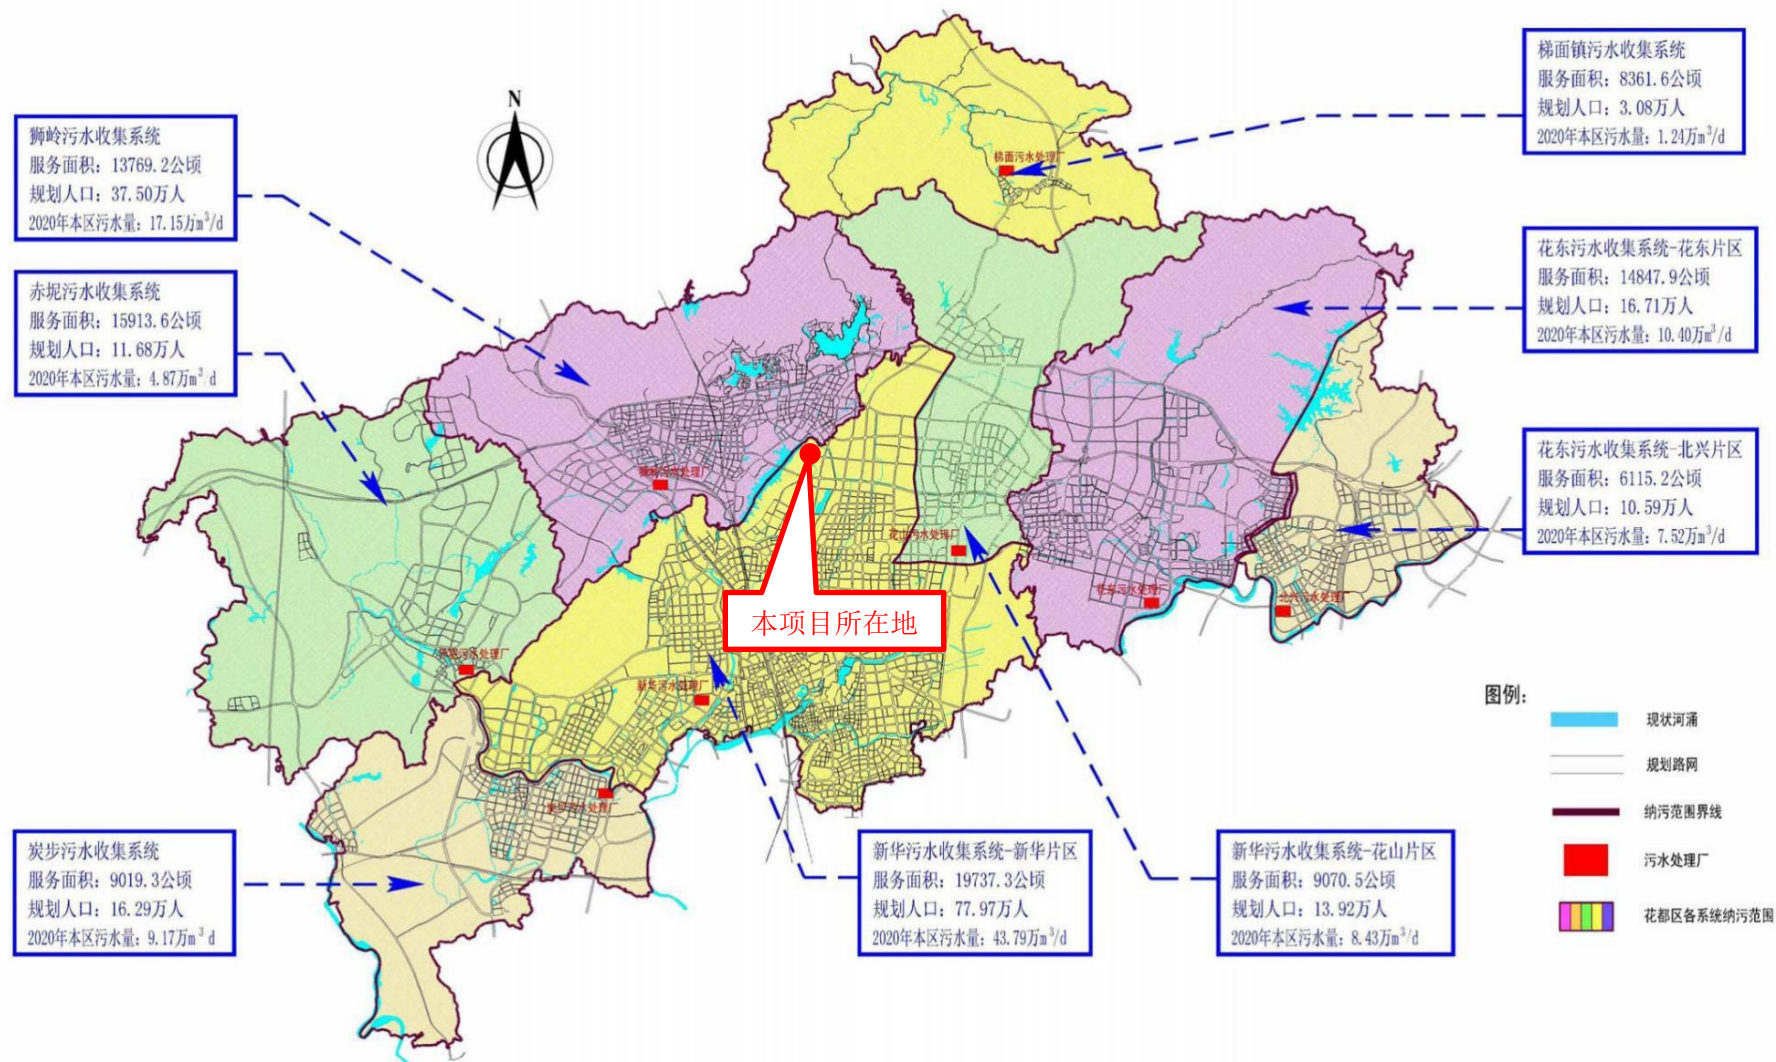 N
梯面镇污水收集系统
服务面积：8361.6公顷
规划人口：3.08万人
2020年本区污水量：1.24万m³/d
狮岭污水收集系统
服务面积：13769.2公顷
规划人口：37.50万人
2020年本区污水量：17.15万m³/d
梯面污水处理厂
花东污水收集系统-花东片区
服务面积：14847.9公顷
规划人口：16.71万人
2020年本区污水量：10.40万m³/d
赤坭污水收集系统
服务面积：15913.6公顷
规划人口：11.68万人
2020年本区污水量：4.87万m³/d
花东污水收集系统-北兴片区
服务面积：6115.2公顷
规划人口：10.59万人
2020年本区污水量：7.52万m³/d
狮岭污水处理厂
花山污水处理厂
花东污水处理厂
北兴污水处理厂
本项目所在地
赤坭污水处理厂
新华污水处理厂
炭步污水处理厂
图例：
现状河涌
规划路网
纳污范围界线
污水处理厂
花都区各系统纳污范围
炭步污水收集系统
服务面积：9019.3公顷
规划人口：16.29万人
2020年本区污水量：9.17万m³ d
新华污水收集系统-新华片区
服务面积：19737.3公顷
规划人口：77.97万人
2020年本区污水量：43.79万m³/d
新华污水收集系统-花山片区
服务面积：9070.5公顷
规划人口：13.92万人
2020年本区污水量：8.43万m³/d